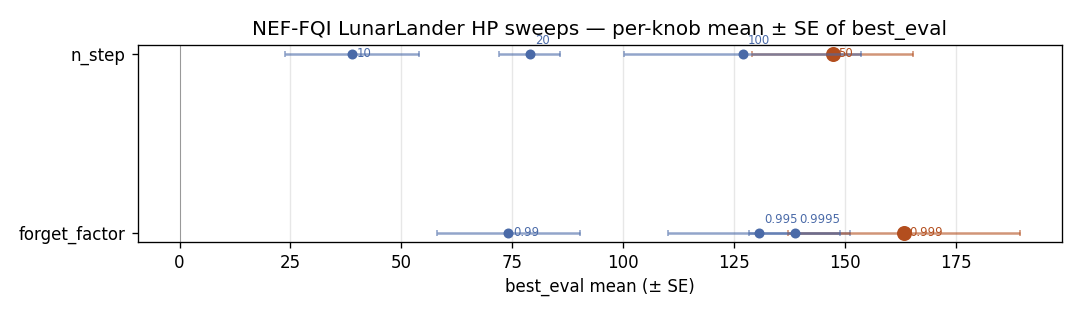 NEF-FQI LunarLander HP sweeps — per-knob mean ± SE of best_eval
20 100
n_step 10 50
0.995 0.9995
forget_factor 0.99 0.999
0 25 50 75 100 125 150 175
best_eval mean (± SE)